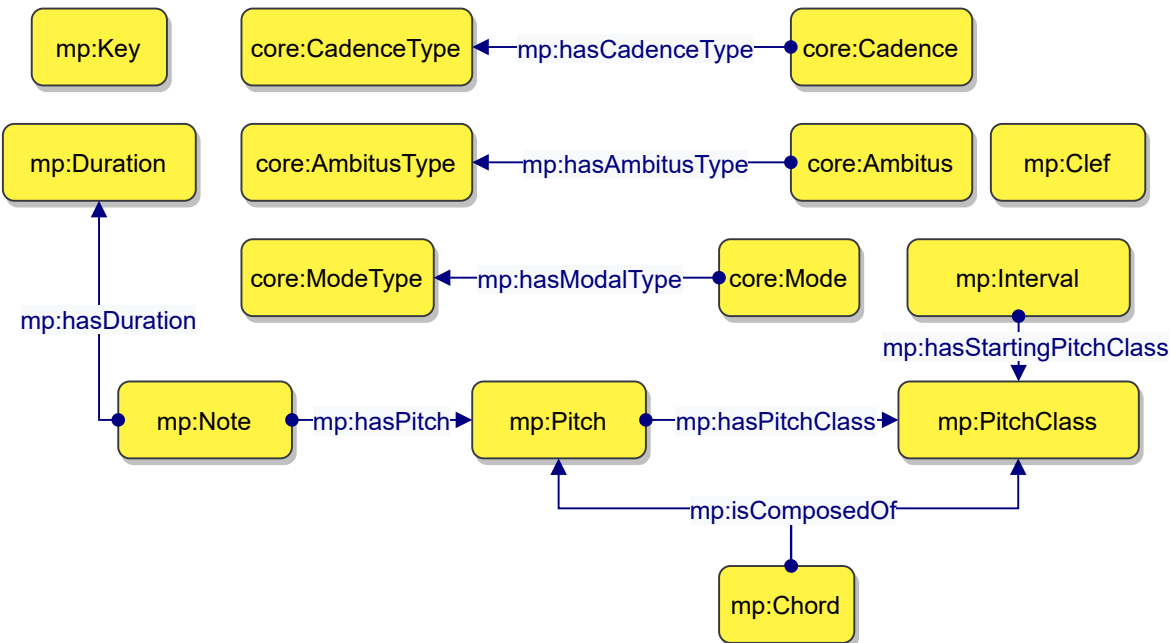 mp:Key
core:CadenceType
mp:hasCadenceType
core:Cadence
mp:Duration
core:AmbitusType
mp:hasAmbitusType
core:Ambitus
mp:Clef
core:ModeType
mp:hasModalType
core:Mode
mp:Interval
mp:hasDuration
mp:hasStartingPitchClass
mp:Note
mp:hasPitch
mp:Pitch
mp:hasPitchClass
mp:PitchClass
mp:isComposedOf
mp:Chord